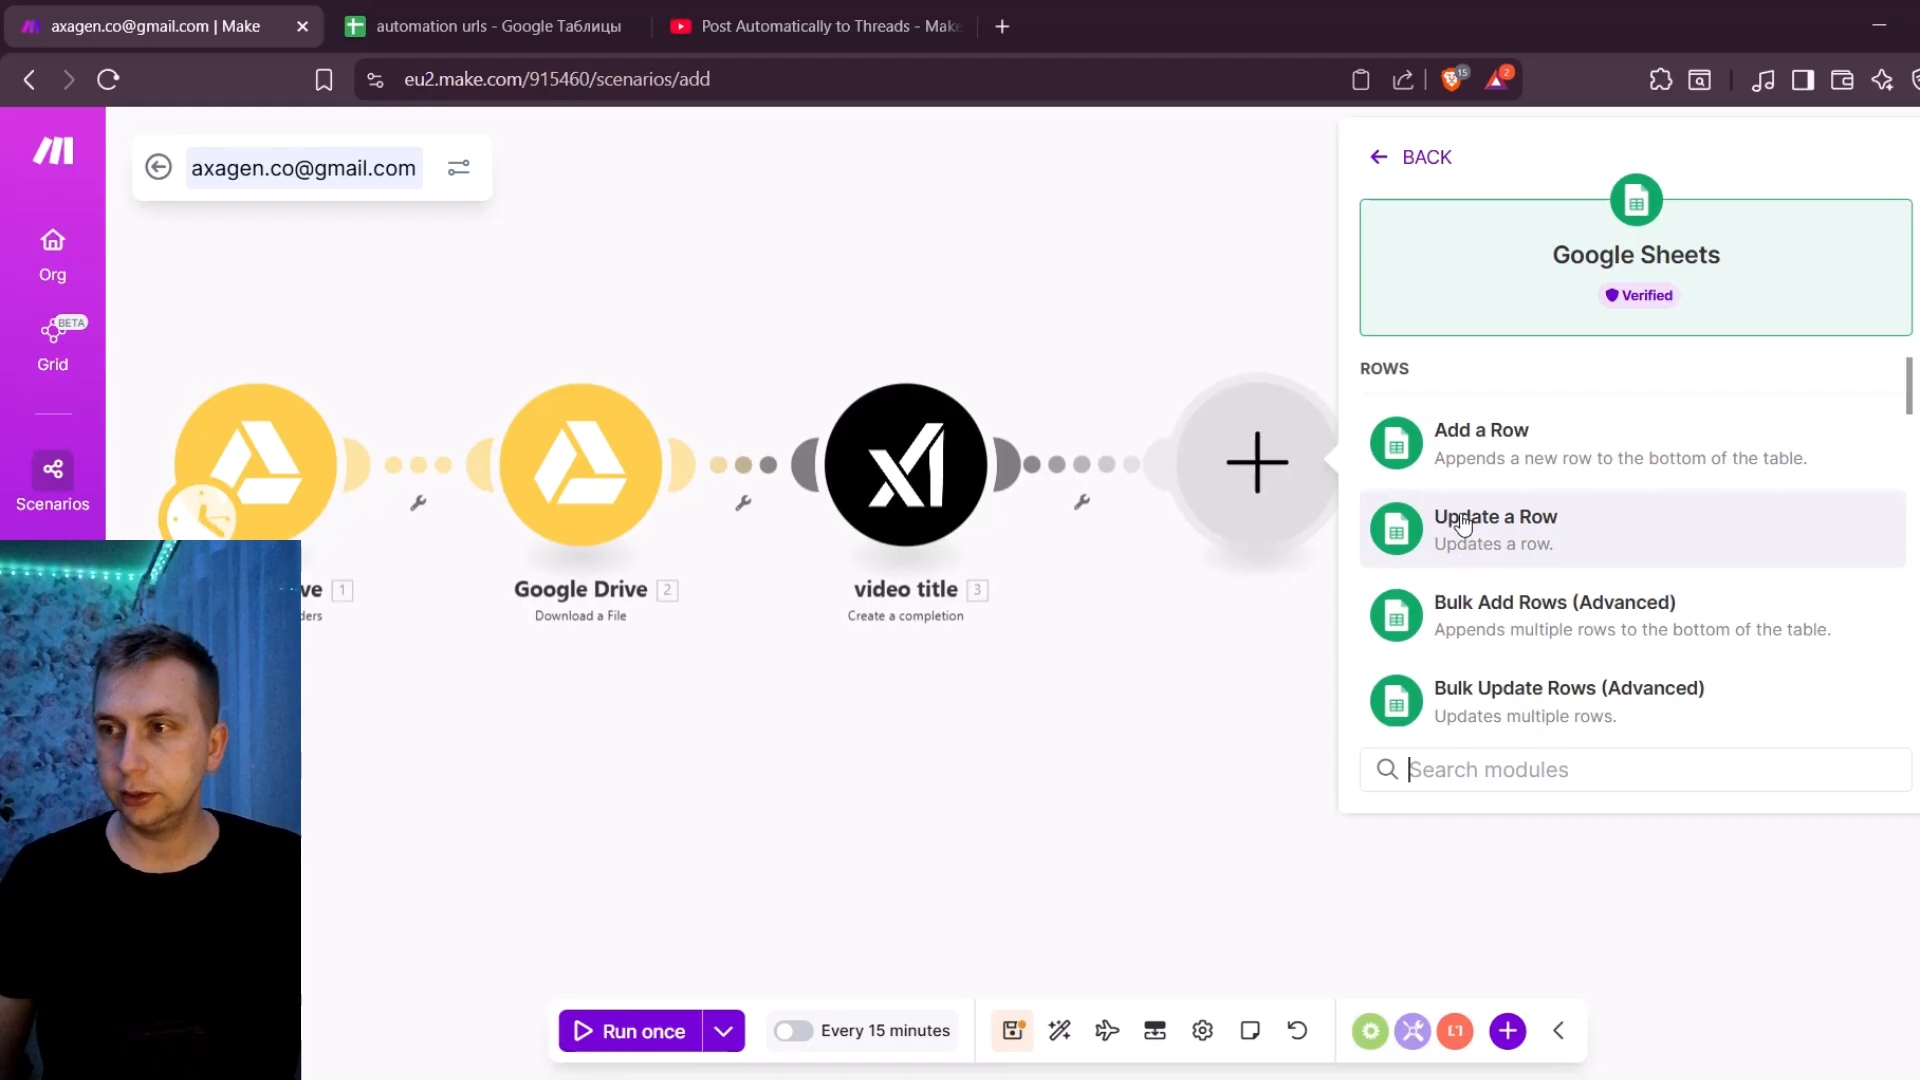 axagen.co@gmail.com | Make
automation urls - Google Таблицы
Post Automatically to Threads - Make
eu2.make.com/915460/scenarios/add
15
2
axagen.co@gmail.com
Org
BETA
Grid
Scenarios
ve 1
ders
Google Drive 2
Download a File
video title 3
Create a completion
BACK
Google Sheets
Verified
ROWS
Add a Row
Appends a new row to the bottom of the table.
Update a Row
Updates a row.
Bulk Add Rows (Advanced)
Appends multiple rows to the bottom of the table.
Bulk Update Rows (Advanced)
Updates multiple rows.
Search modules
Run once
Every 15 minutes